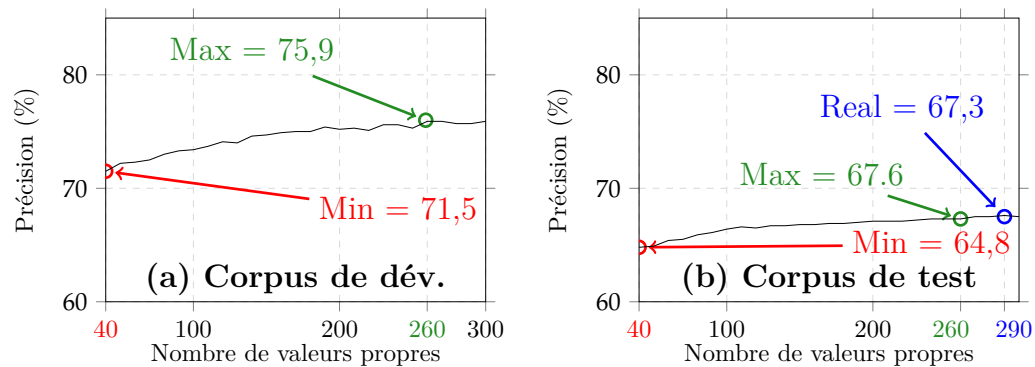 Max = 75,9
80
70
60
Précision (%)
Min = 71,5
(a) Corpus de dév.
40
100
200
260
300
Nombre de valeurs propres
80
70
60
Précision (%)
Real = 67,3
Max = 67.6
Min = 64,8
(b) Corpus de test
40
100
200
260
290
Nombre de valeurs propres